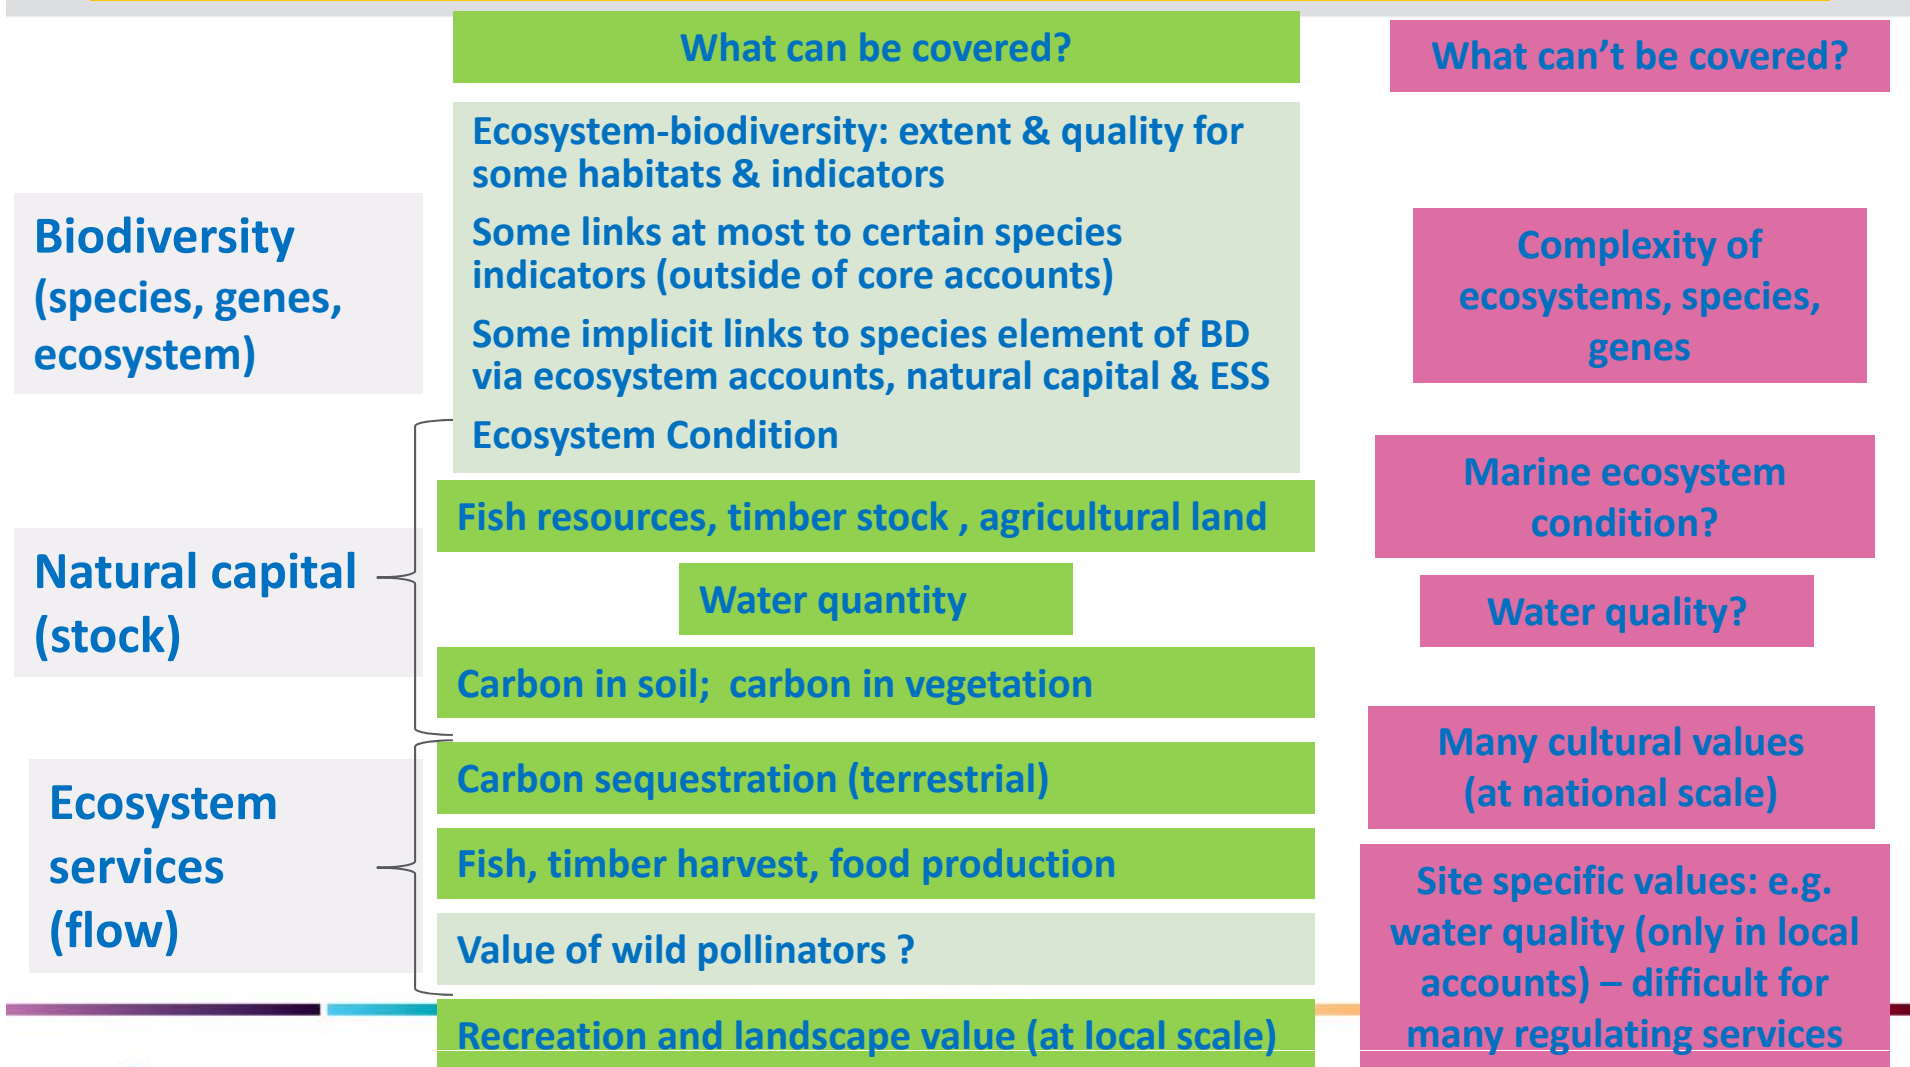 What can be covered?
What can’t be covered?
Biodiversity
(species, genes,
ecosystem)
Ecosystem-biodiversity: extent & quality for
some habitats & indicators
Some links at most to certain species
indicators (outside of core accounts)
Some implicit links to species element of BD
via ecosystem accounts, natural capital & ESS
Ecosystem Condition
Complexity of
ecosystems, species,
genes
Natural capital
(stock)
Fish resources, timber stock , agricultural land
Water quantity
Carbon in soil;  carbon in vegetation
Marine ecosystem
condition?
Water quality?
Ecosystem
services
(flow)
Carbon sequestration (terrestrial)
Fish, timber harvest, food production
Value of wild pollinators ?
Recreation and landscape value (at local scale)
Many cultural values
(at national scale)
Site specific values: e.g.
water quality (only in local
accounts) – difficult for
many regulating services